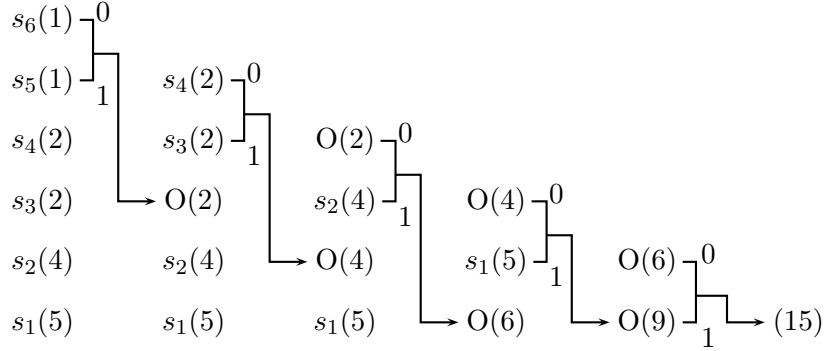 s₆(1) 0
s₅(1) 1 s₄(2) 0
s₄(2) s₃(2) 1 O(2) 0
s₃(2) O(2) s₂(4) 1 O(4) 0
s₂(4) s₂(4) O(4) s₁(5) 1 O(6) 0
s₁(5) s₁(5) s₁(5) O(6) O(9) 1 (15)